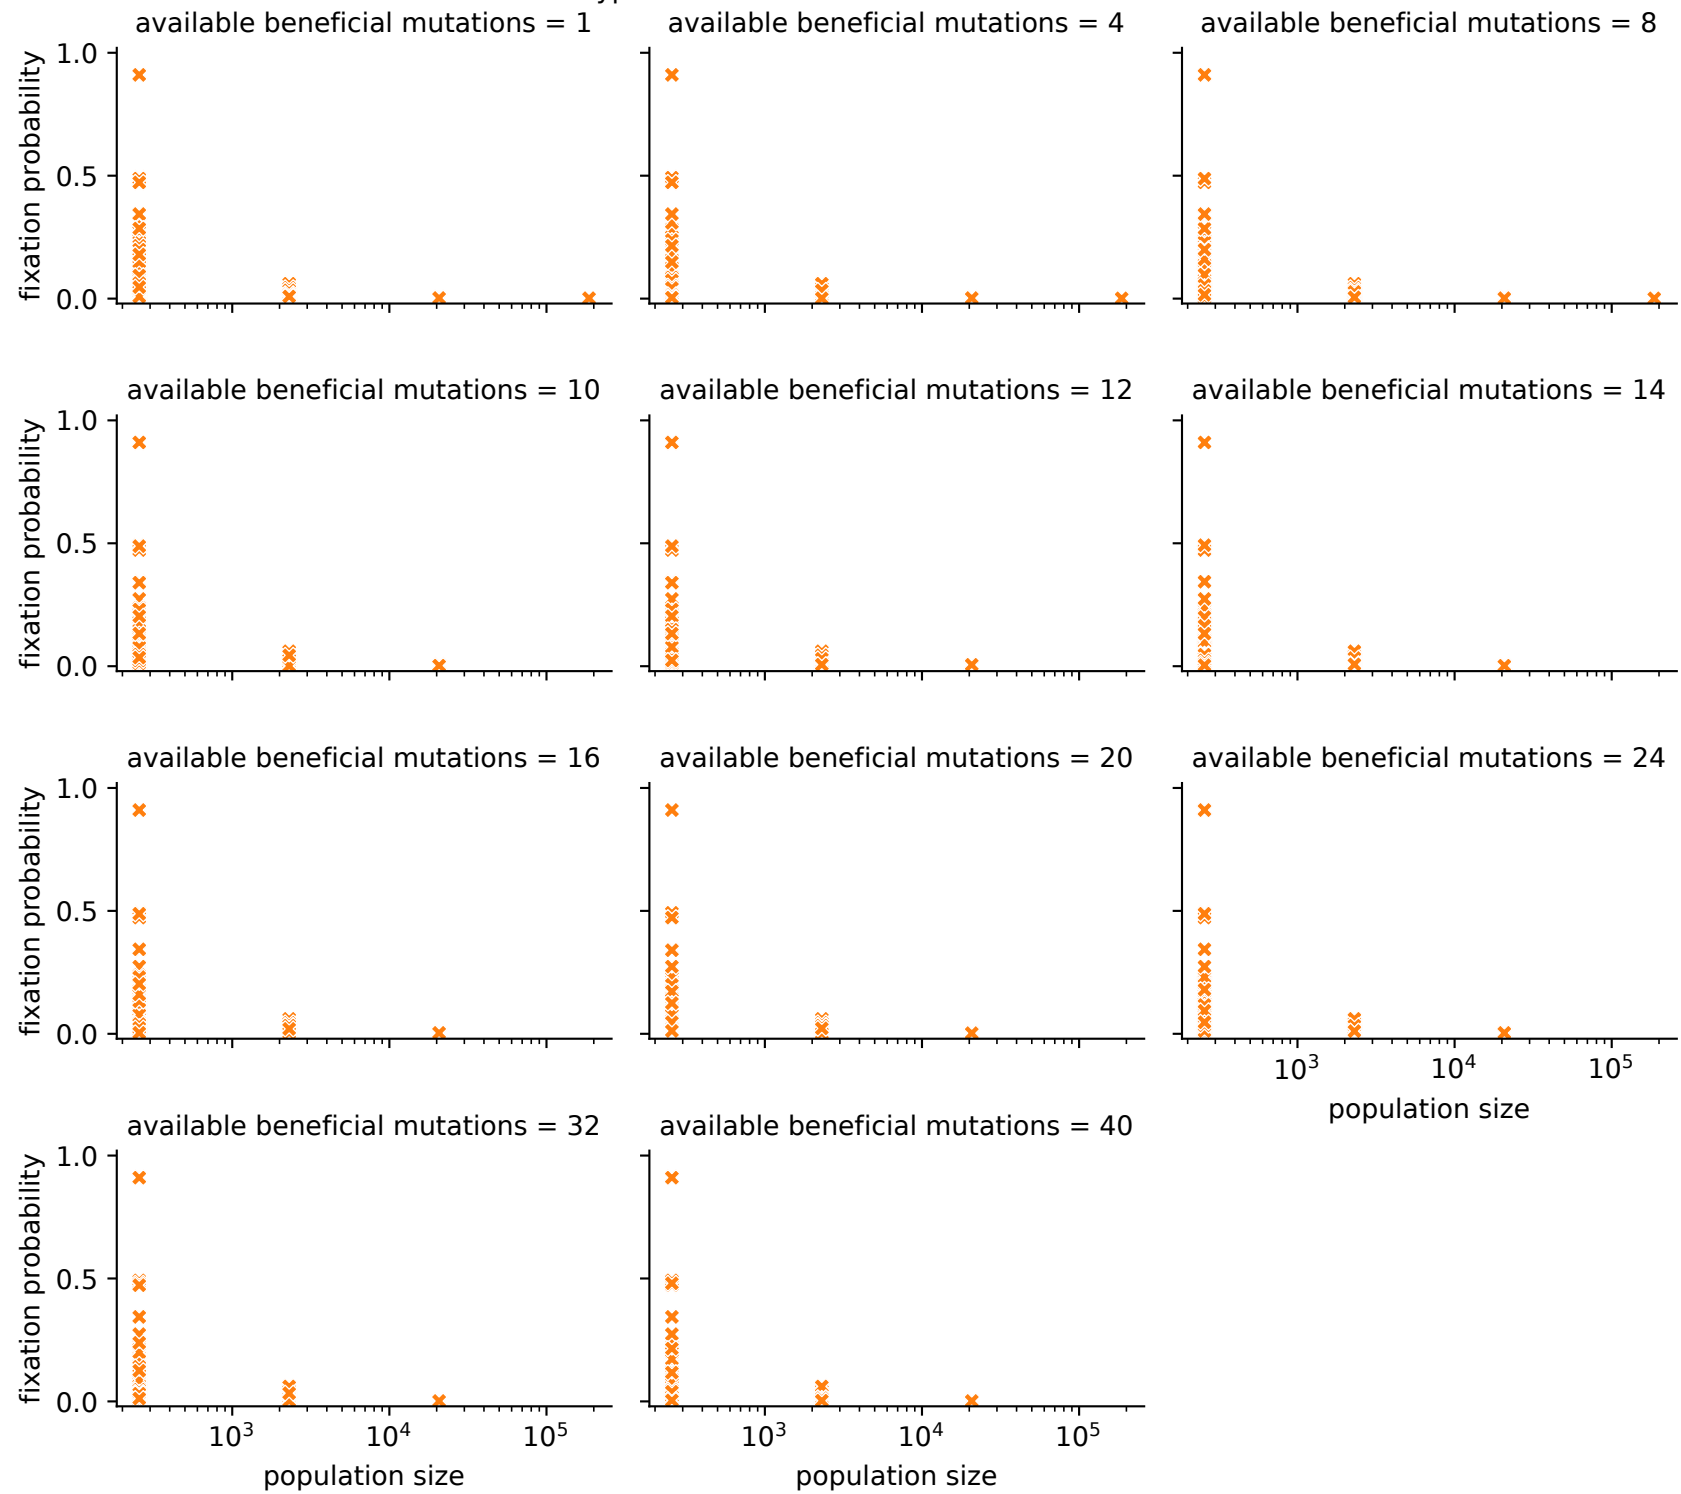 available beneficial mutations = 1
available beneficial mutations = 4
available beneficial mutations = 8
1.0
0.5
0.0
fixation probability
available beneficial mutations = 10
available beneficial mutations = 12
available beneficial mutations = 14
1.0
0.5
0.0
fixation probability
available beneficial mutations = 16
available beneficial mutations = 20
available beneficial mutations = 24
1.0
0.5
0.0
fixation probability
10³ 10⁴ 10⁵
population size
available beneficial mutations = 32
available beneficial mutations = 40
1.0
0.5
0.0
fixation probability
10³ 10⁴ 10⁵
population size
10³ 10⁴ 10⁵
population size